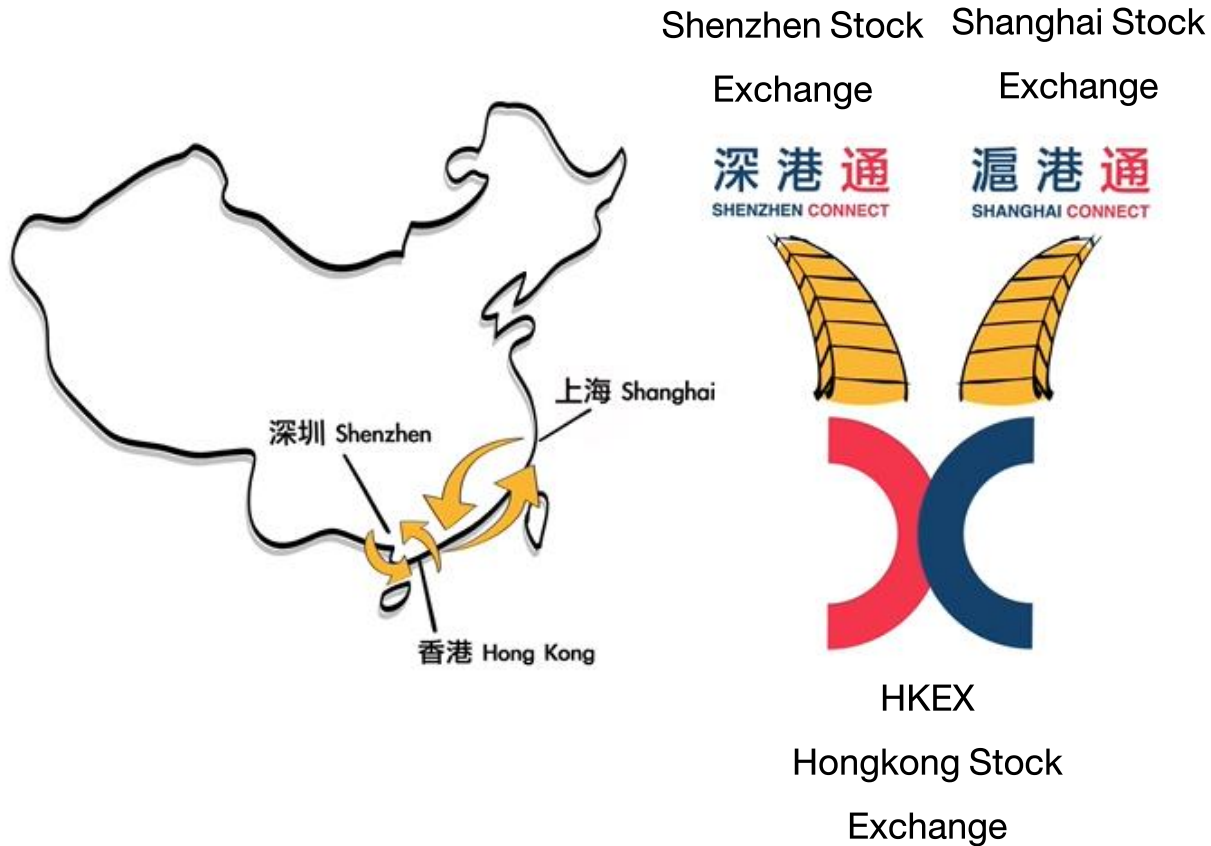 Shenzhen Stock
Exchange
Shanghai Stock
Exchange
深港通
SHENZHEN CONNECT
滬港通
SHANGHAI CONNECT
上海 Shanghai
深圳 Shenzhen
香港 Hong Kong
HKEX
Hongkong Stock
Exchange